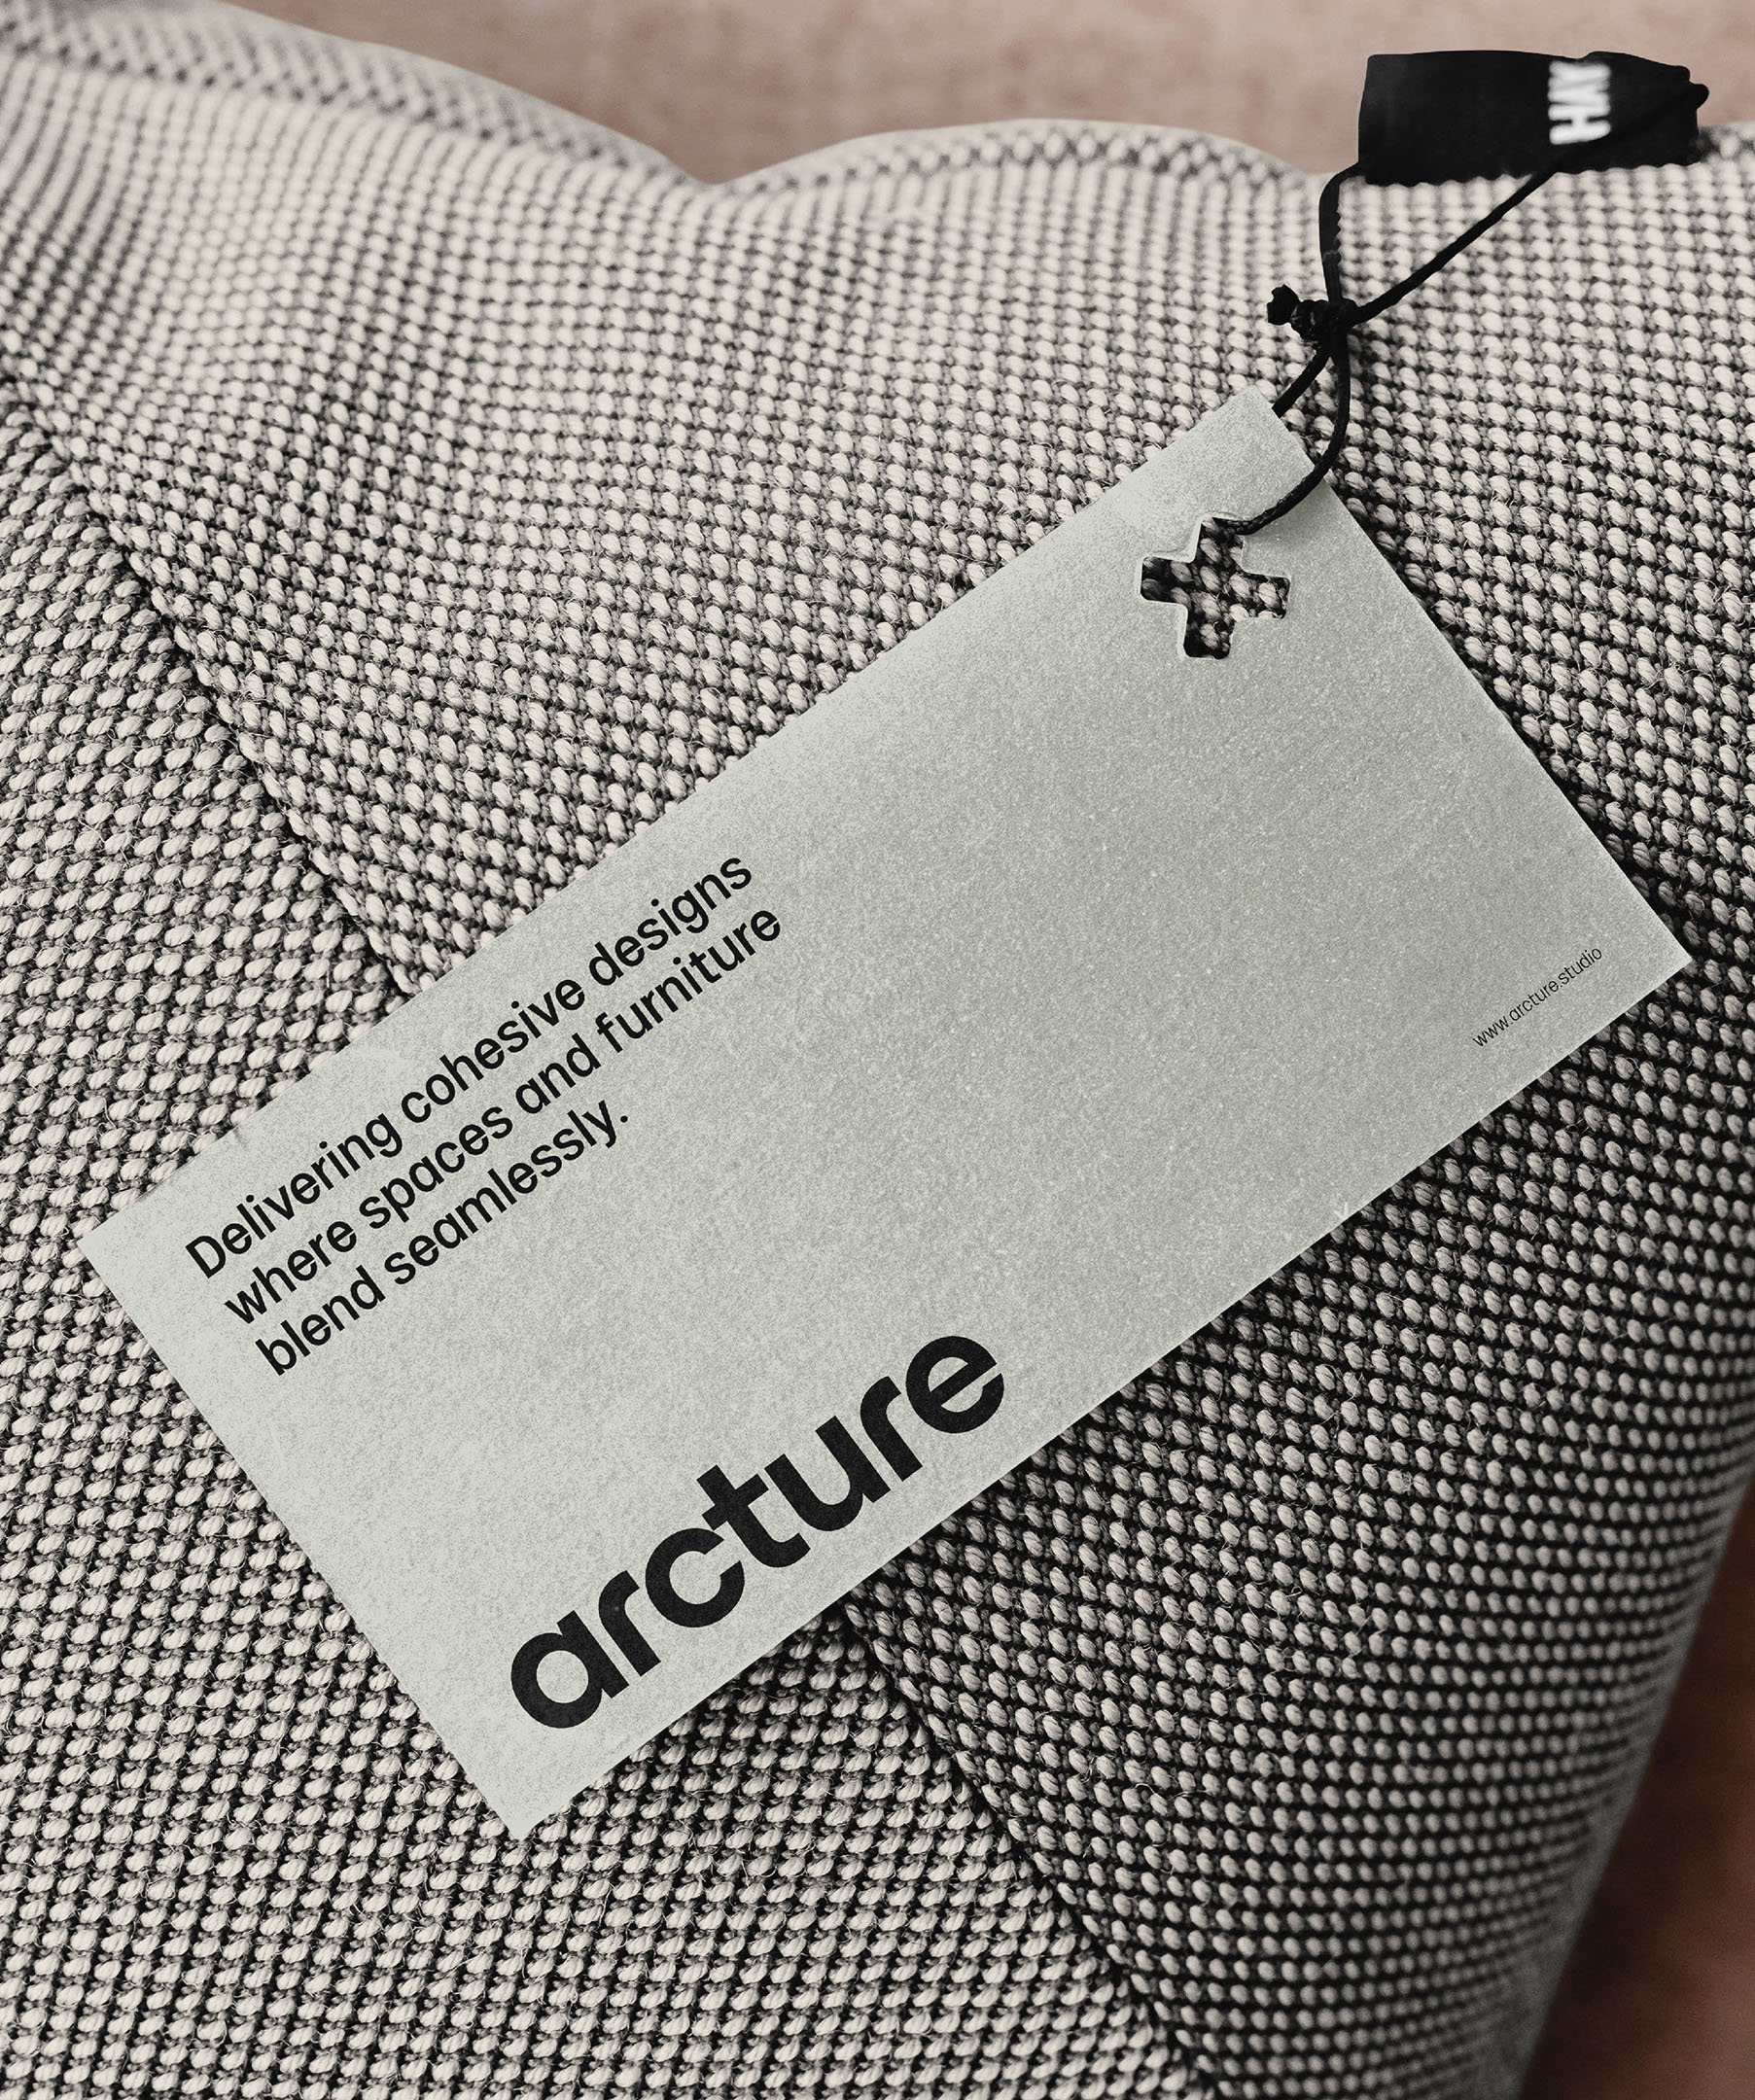 HAY
Delivering cohesive designs
where spaces and furniture
blend seamlessly.
www.arcture.studio
arcture